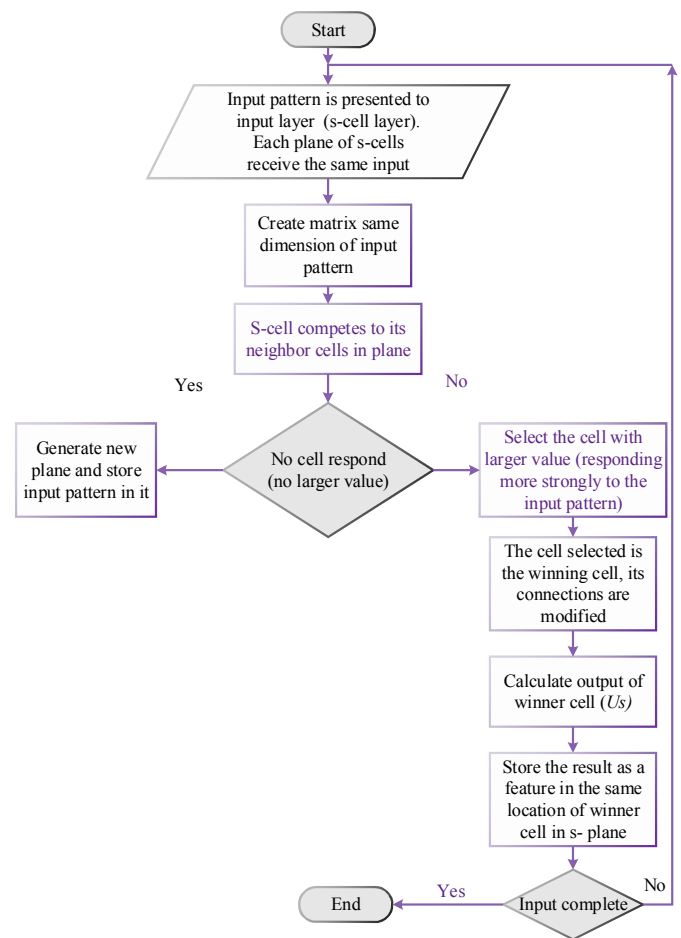 Start
Input pattern is presented to
input layer (s-cell layer).
Each plane of s-cells
receive the same input
Create matrix same
dimension of input
pattern
S-cell competes to its
neighbor cells in plane
Yes
No
Generate new
plane and store
input pattern in it
No cell respond
(no larger value)
Select the cell with
larger value (responding
more strongly to the
input pattern)
The cell selected is
the winning cell, its
connections are
modified
Calculate output of
winner cell (Us)
Store the result as a
feature in the same
location of winner
cell in s- plane
Input complete
No
Yes
End